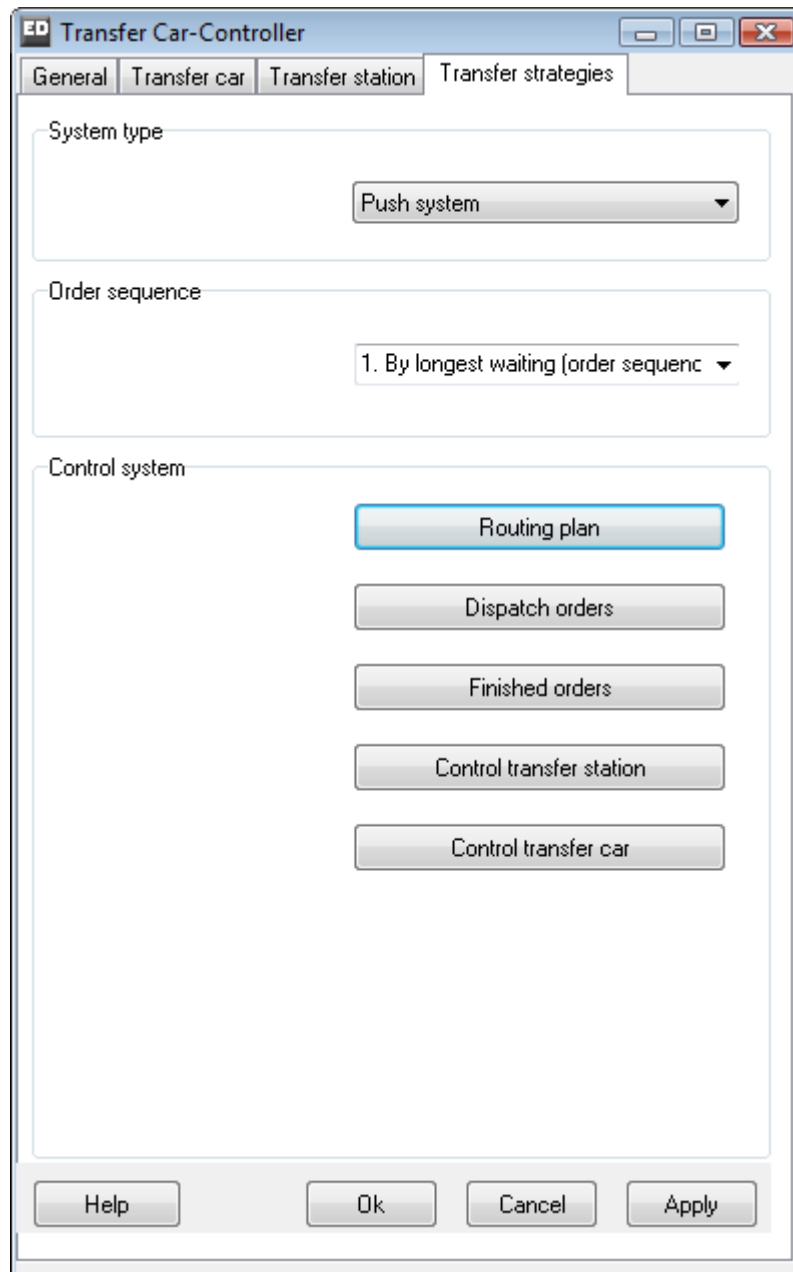 ED Transfer Car-Controller
General Transfer car Transfer station Transfer strategies
System type
Push system
Order sequence
1. By longest waiting (order sequenc
Control system
Routing plan
Dispatch orders
Finished orders
Control transfer station
Control transfer car
Help Ok Cancel Apply